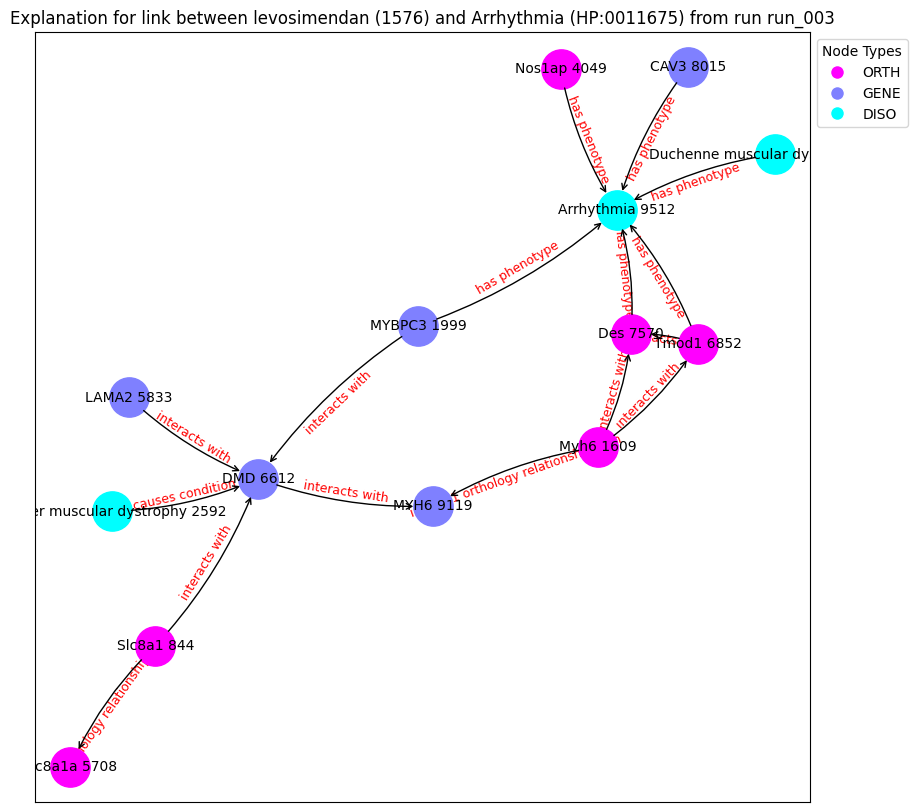 Explanation for link between levosimendan (1576) and Arrhythmia (HP:0011675) from run run_003
Node Types
ORTH
GENE
DISO
Nos1ap 4049
CAV3 8015
has phenotype
has phenotype
Duchenne muscular dy
has phenotype
Arrhythmia 9512
has phenotype
has phenotype
has phenotype
MYBPC3 1999
Des 7570
Tmod1 6852
interacts with
interacts with
interacts with
LAMA2 5833
interacts with
Myh6 1609
orthology relationsh
DMD 6612
interacts with
causes condition
MYH6 9119
er muscular dystrophy 2592
interacts with
Slc8a1 844
ology relationshi
c8a1a 5708